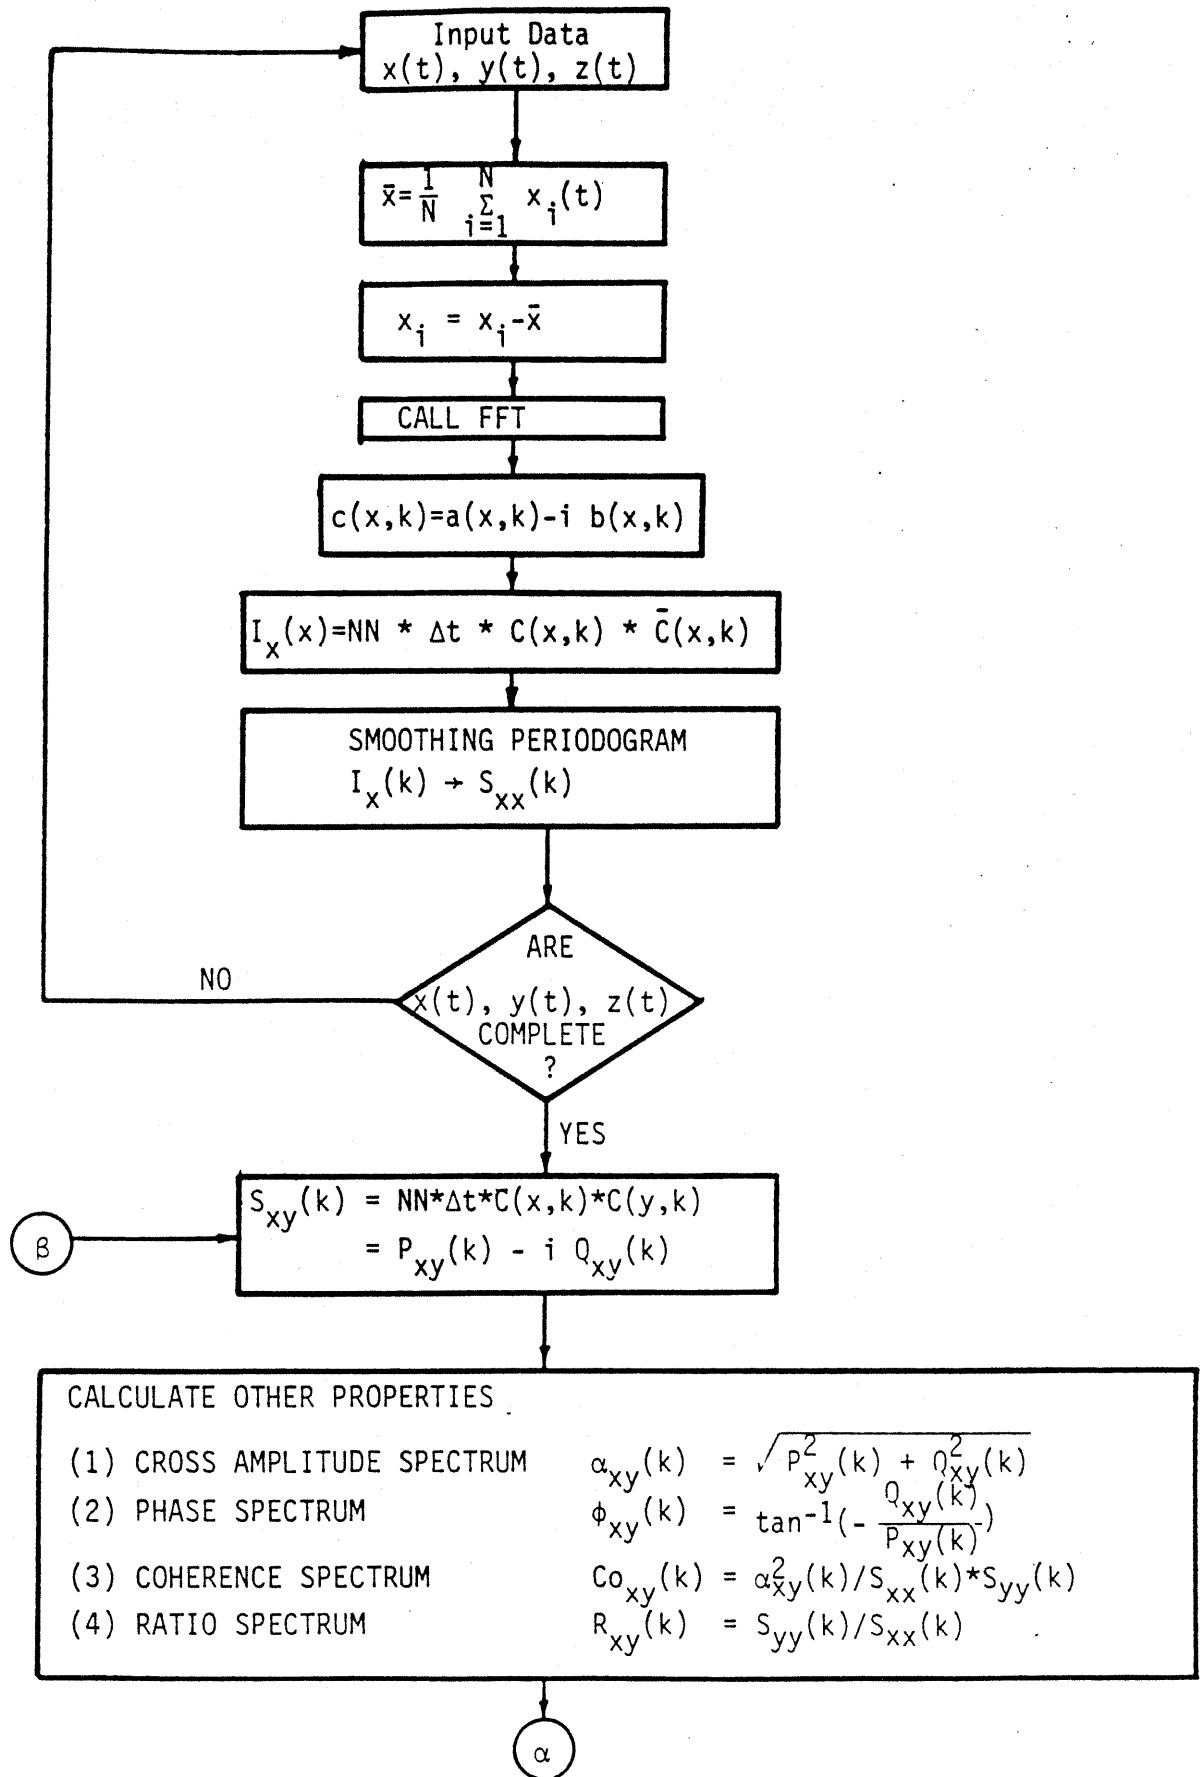 Input Data
x(t), y(t), z(t)
x̄=1/N Σ_{i=1}^{N} x_i(t)
x_i = x_i-x̄
CALL FFT
c(x,k)=a(x,k)-i b(x,k)
I_x(x)=NN * Δt * C(x,k) * C̄(x,k)
SMOOTHING PERIODOGRAM
I_x(k) → S_xx(k)
ARE
x(t), y(t), z(t)
COMPLETE
?
NO
YES
S_xy(k) = NN*Δt*C̄(x,k)*C(y,k)
= P_xy(k) - i Q_xy(k)
β
CALCULATE OTHER PROPERTIES
(1) CROSS AMPLITUDE SPECTRUM α_xy(k) = √(P²_xy(k) + Q²_xy(k))
(2) PHASE SPECTRUM φ_xy(k) = tan⁻¹(- Q_xy(k)/P_xy(k))
(3) COHERENCE SPECTRUM Co_xy(k) = α²_xy(k)/S_xx(k)*S_yy(k)
(4) RATIO SPECTRUM R_xy(k) = S_yy(k)/S_xx(k)
α